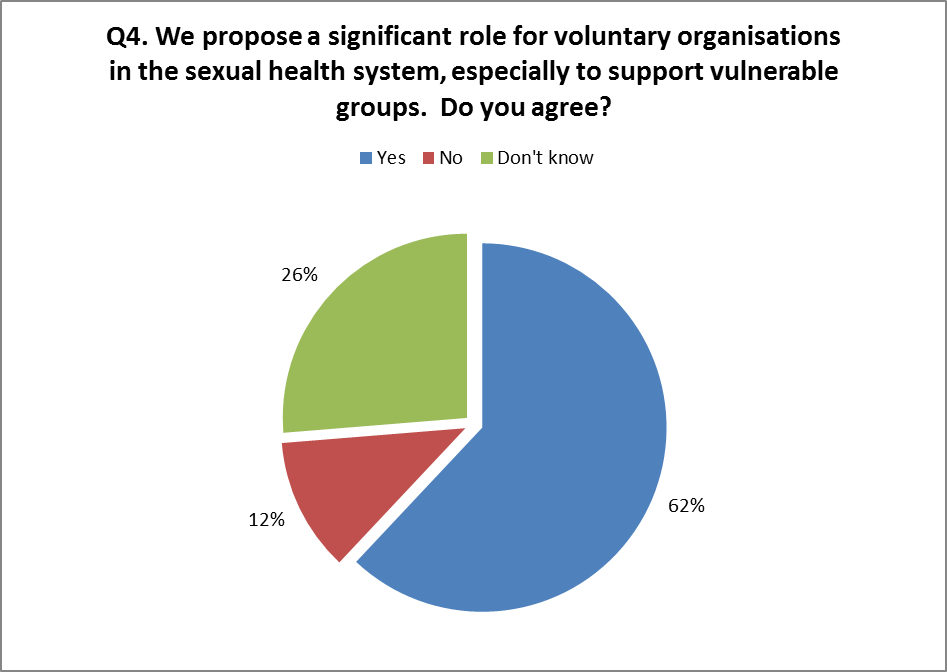 Q4. We propose a significant role for voluntary organisations
in the sexual health system, especially to support vulnerable
groups.  Do you agree?
Yes No Don't know
26%
62%
12%